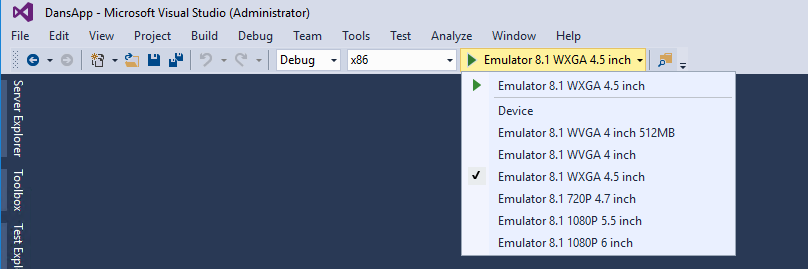 DansApp - Microsoft Visual Studio (Administrator)
File Edit View Project Build Debug Team Tools Test Analyze Window Help
Debug x86 Emulator 8.1 WXGA 4.5 inch
Emulator 8.1 WXGA 4.5 inch
Device
Emulator 8.1 WVGA 4 inch 512MB
Emulator 8.1 WVGA 4 inch
Emulator 8.1 WXGA 4.5 inch
Emulator 8.1 720P 4.7 inch
Emulator 8.1 1080P 5.5 inch
Emulator 8.1 1080P 6 inch
Server Explorer
Toolbox
Test Expl